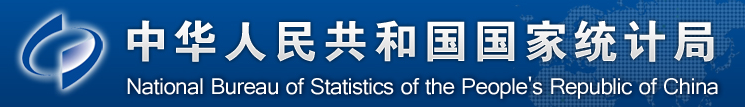 中华人民共和国国家统计局
National Bureau of Statistics of the People's Republic of China